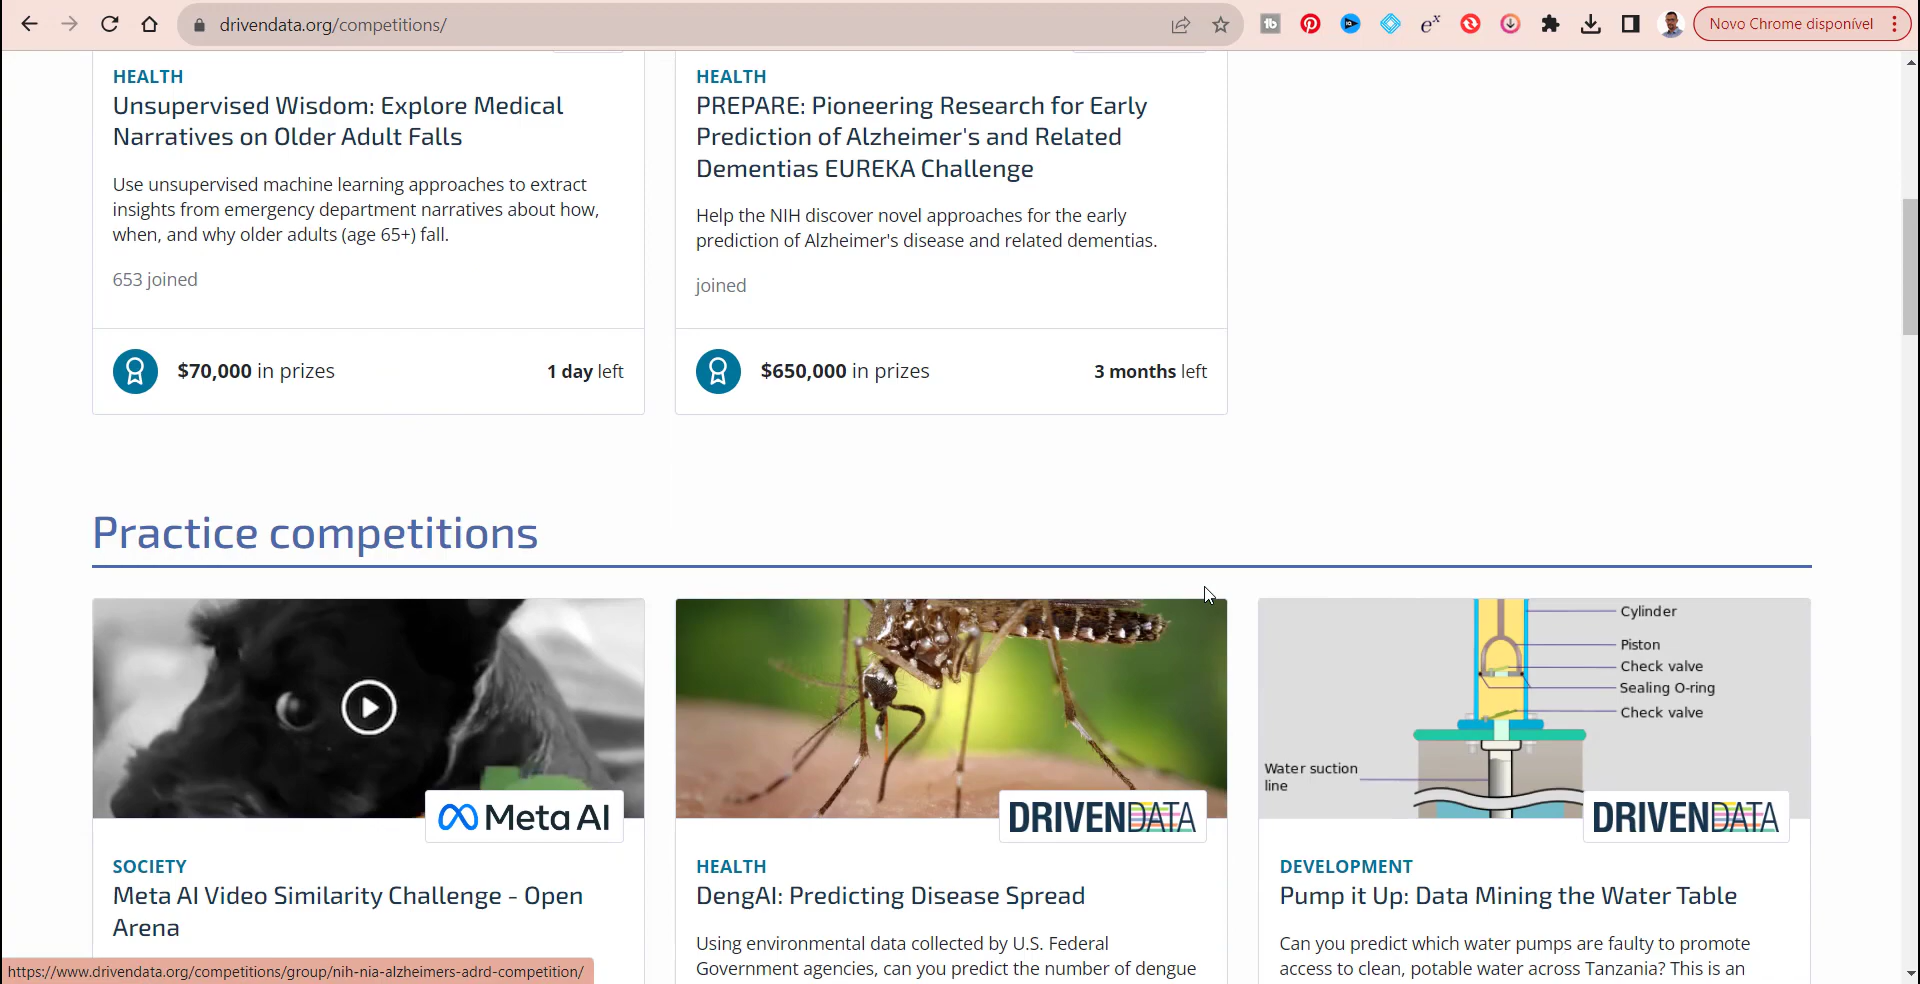 drivendata.org/competitions/
Novo Chrome disponível
HEALTH
Unsupervised Wisdom: Explore Medical
Narratives on Older Adult Falls
Use unsupervised machine learning approaches to extract
insights from emergency department narratives about how,
when, and why older adults (age 65+) fall.
653 joined
$70,000 in prizes
1 day left
HEALTH
PREPARE: Pioneering Research for Early
Prediction of Alzheimer's and Related
Dementias EUREKA Challenge
Help the NIH discover novel approaches for the early
prediction of Alzheimer's disease and related dementias.
joined
$650,000 in prizes
3 months left
Practice competitions
Meta AI
SOCIETY
Meta AI Video Similarity Challenge - Open
Arena
DRIVENDATA
HEALTH
DengAI: Predicting Disease Spread
Using environmental data collected by U.S. Federal
Government agencies, can you predict the number of dengue
Cylinder
Piston
Check valve
Sealing O-ring
Check valve
Water suction
line
DRIVENDATA
DEVELOPMENT
Pump it Up: Data Mining the Water Table
Can you predict which water pumps are faulty to promote
access to clean, potable water across Tanzania? This is an
https://www.drivendata.org/competitions/group/nih-nia-alzheimers-adrd-competition/